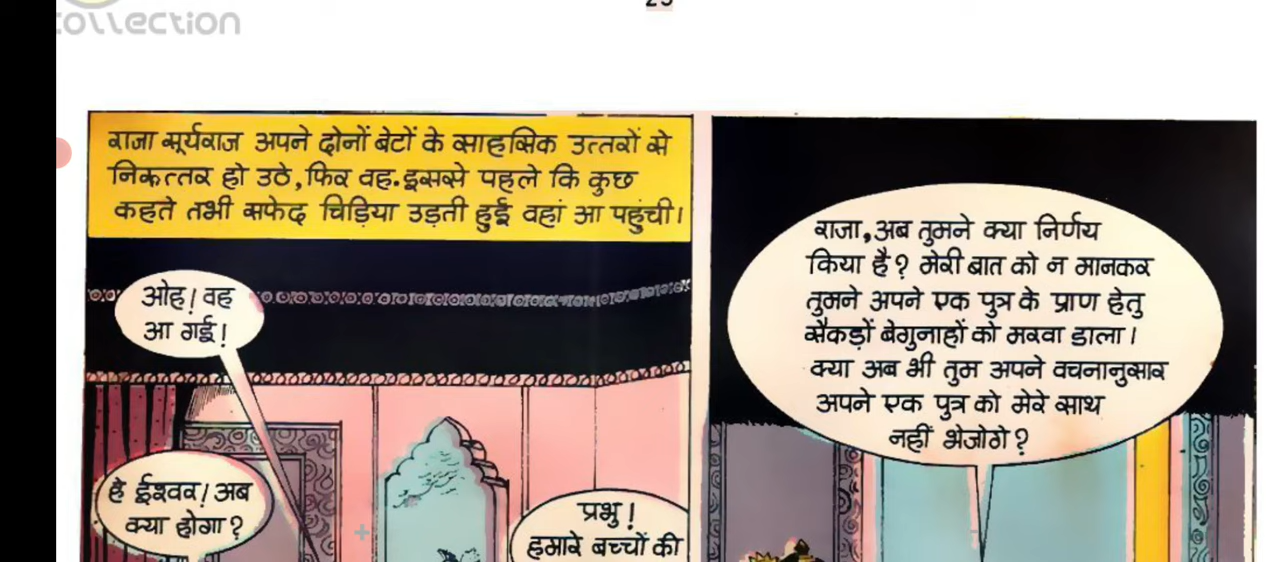 collection
राजा सूर्यराज अपने दोनों बेटों के साहसिक उत्तरों से
निरूत्तर हो उठे, फिर वह. इससे पहले कि कुछ
कहते तभी सफेद चिड़िया उड़ती हुई वहां आ पहुंची।
ओह! वह
आ गई!
हे ईश्वर! अब
क्या होगा?
प्रभु!
हमारे बच्चों की
राजा, अब तुमने क्या निर्णय
किया है? मेरी बात को न मानकर
तुमने अपने एक पुत्र के प्राण हेतु
सैकड़ों बेगुनाहों को मरवा डाला।
क्या अब भी तुम अपने वचनानुसार
अपने एक पुत्र को मेरे साथ
नहीं भेजोगे?